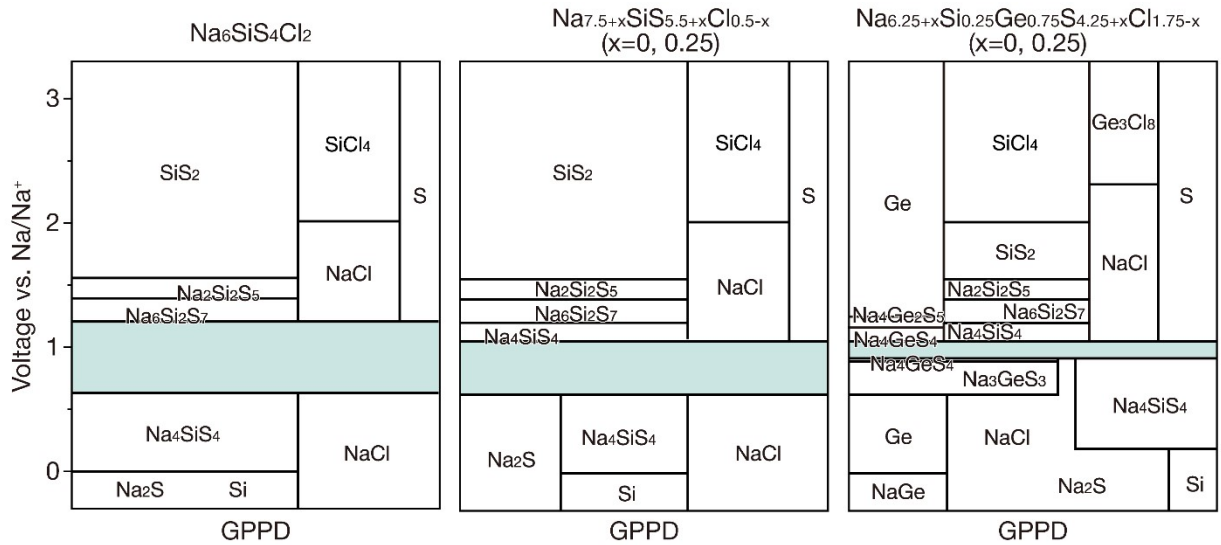 Na₆SiS₄Cl₂
Na₇.₅₊ₓSiS₅.₅₊ₓCl₀.₅₋ₓ
(x=0, 0.25)
Na₆.₂₅₊ₓSi₀.₂₅Ge₀.₇₅S₄.₂₅₊ₓCl₁.₇₅₋ₓ
(x=0, 0.25)
Voltage vs. Na/Na⁺
3
2
1
0
SiS₂
SiCl₄
S
NaCl
Na₂Si₂S₅
Na₆Si₂S₇
Na₄SiS₄
NaCl
Na₂S
Si
GPPD
SiS₂
SiCl₄
S
NaCl
Na₂Si₂S₅
Na₆Si₂S₇
Na₄SiS₄
Na₂S
Na₄SiS₄
NaCl
Si
GPPD
Ge
SiCl₄
Ge₃Cl₈
S
SiS₂
NaCl
Na₂Si₂S₅
Na₄Ge₂S₅
Na₆Si₂S₇
Na₄GeS₄
Na₄SiS₄
Na₄GeS₄
Na₃GeS₃
Na₄SiS₄
Ge
NaCl
NaGe
Na₂S
Si
GPPD